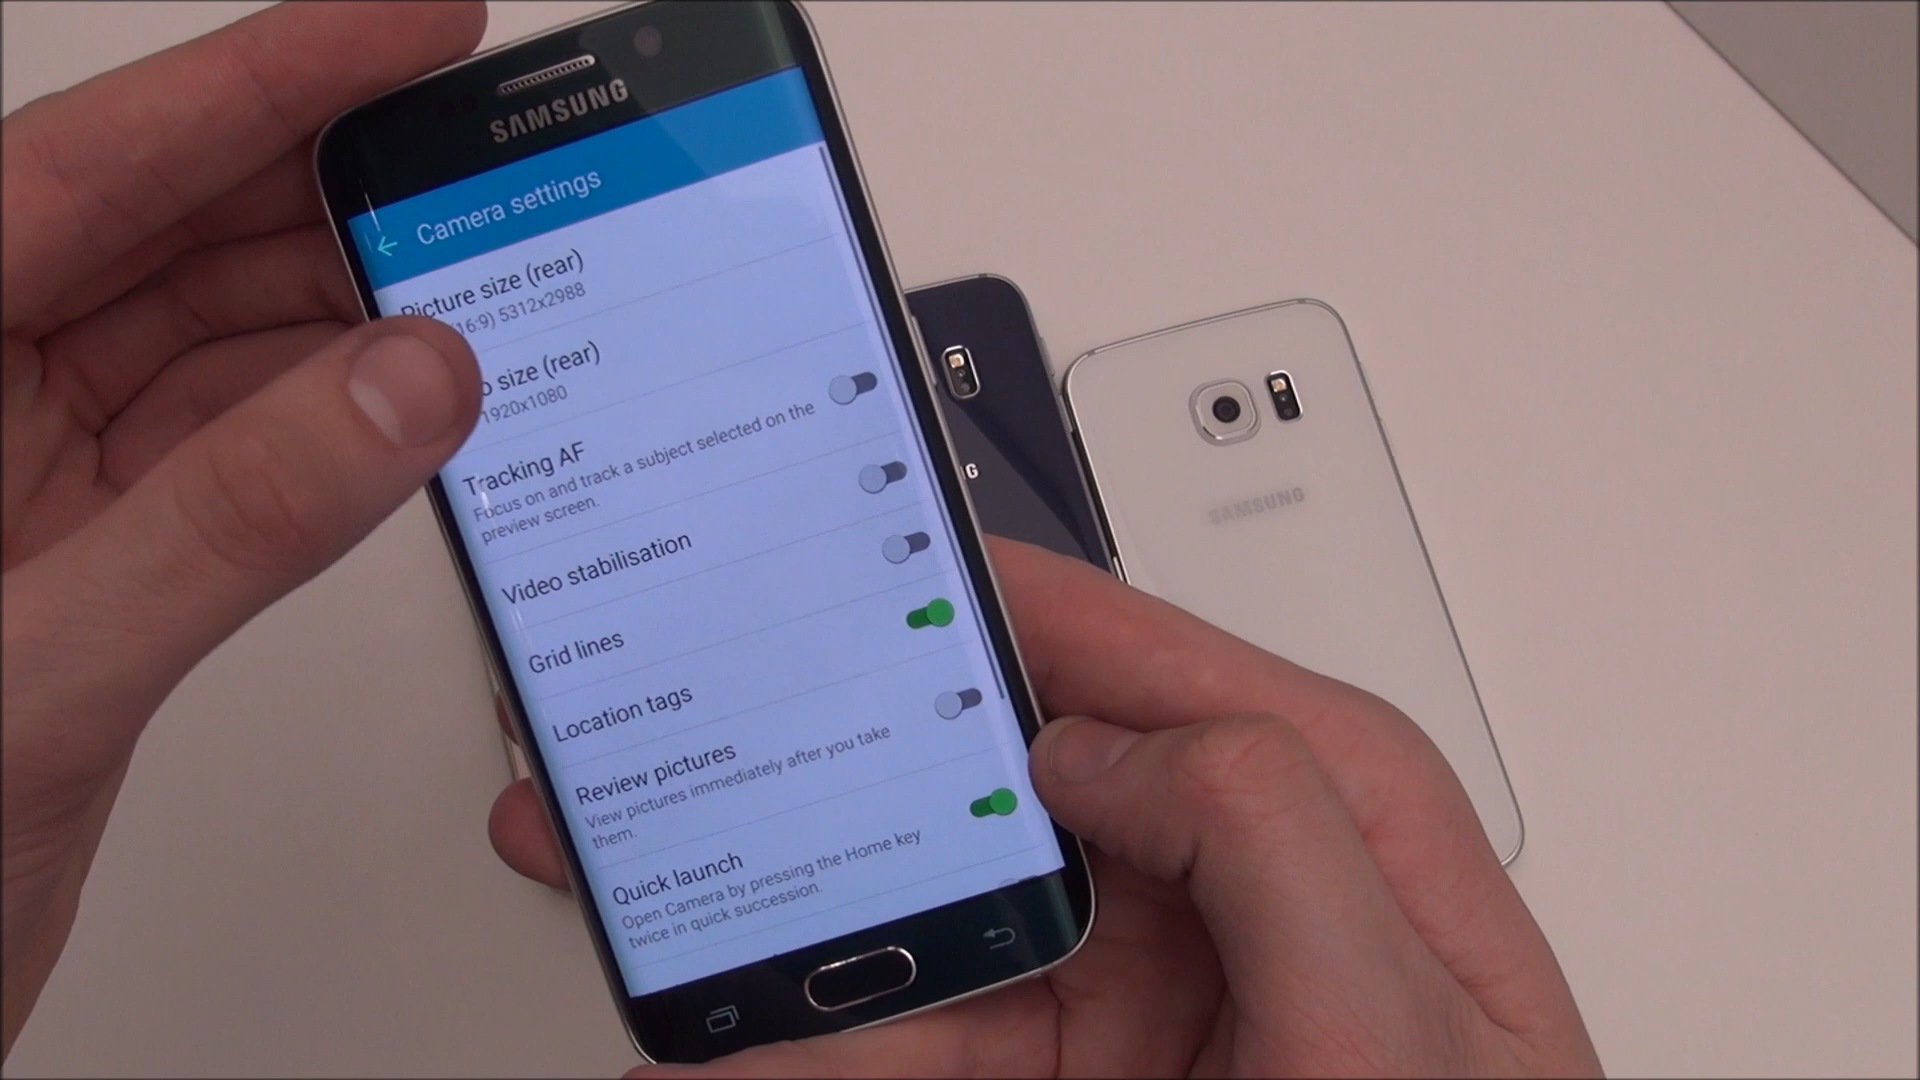 SAMSUNG
Camera settings
Picture size (rear)
(16:9) 5312x2988
size (rear)
1920x1080
Tracking AF
Focus on and track a subject selected on the
preview screen.
Video stabilisation
Grid lines
Location tags
Review pictures
View pictures immediately after you take
them.
Quick launch
Open Camera by pressing the Home key
twice in quick succession.
G
SAMSUNG